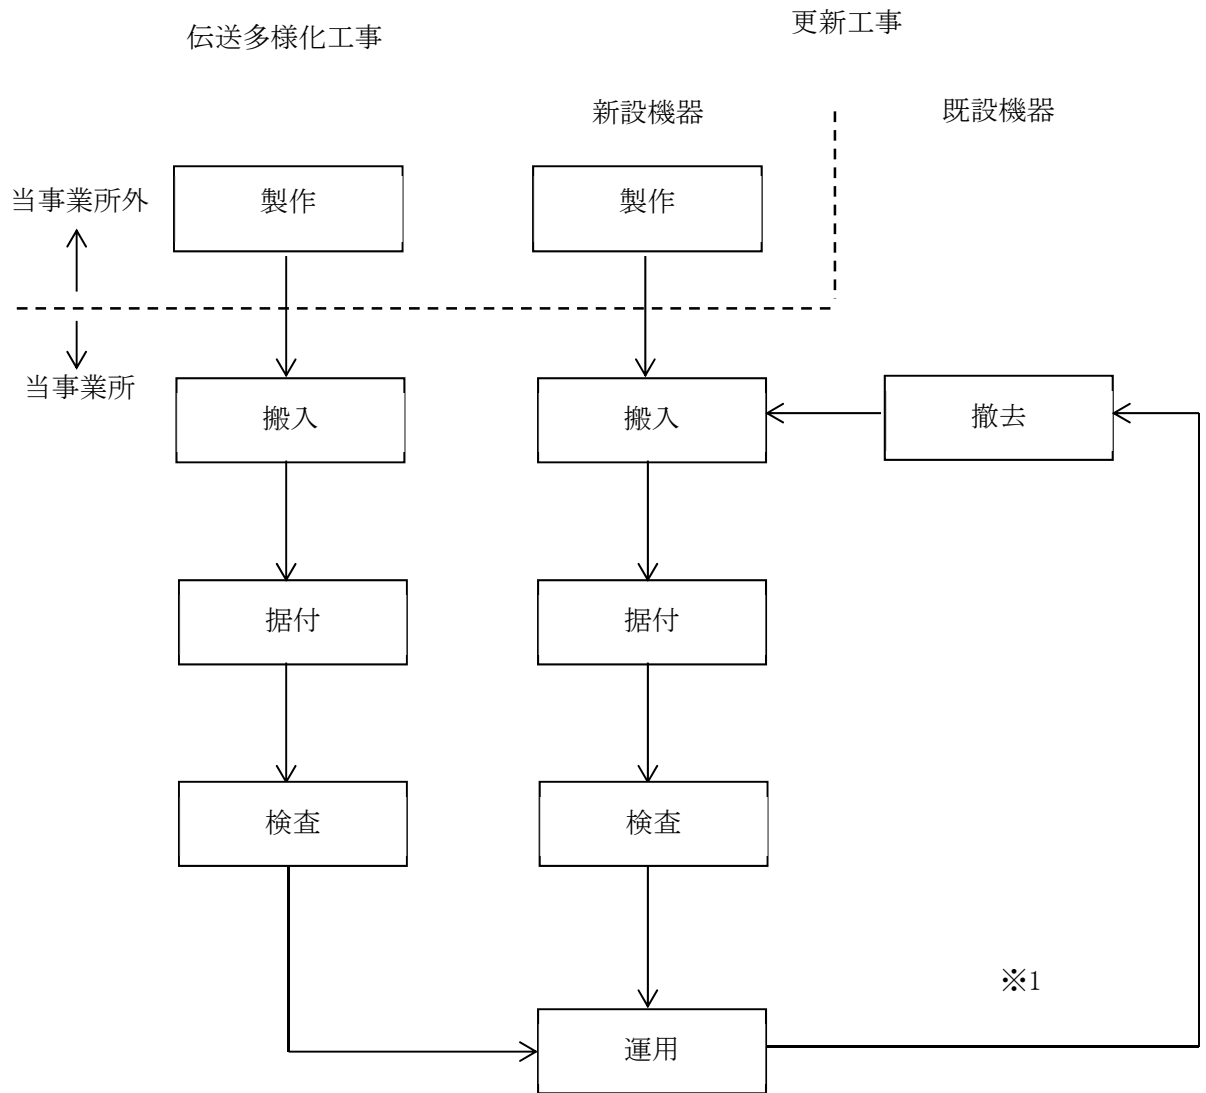 伝送多様化工事
更新工事
新設機器
既設機器
当事業所外
製作
製作
当事業所
搬入
搬入
撤去
据付
据付
検査
検査
※1
運用